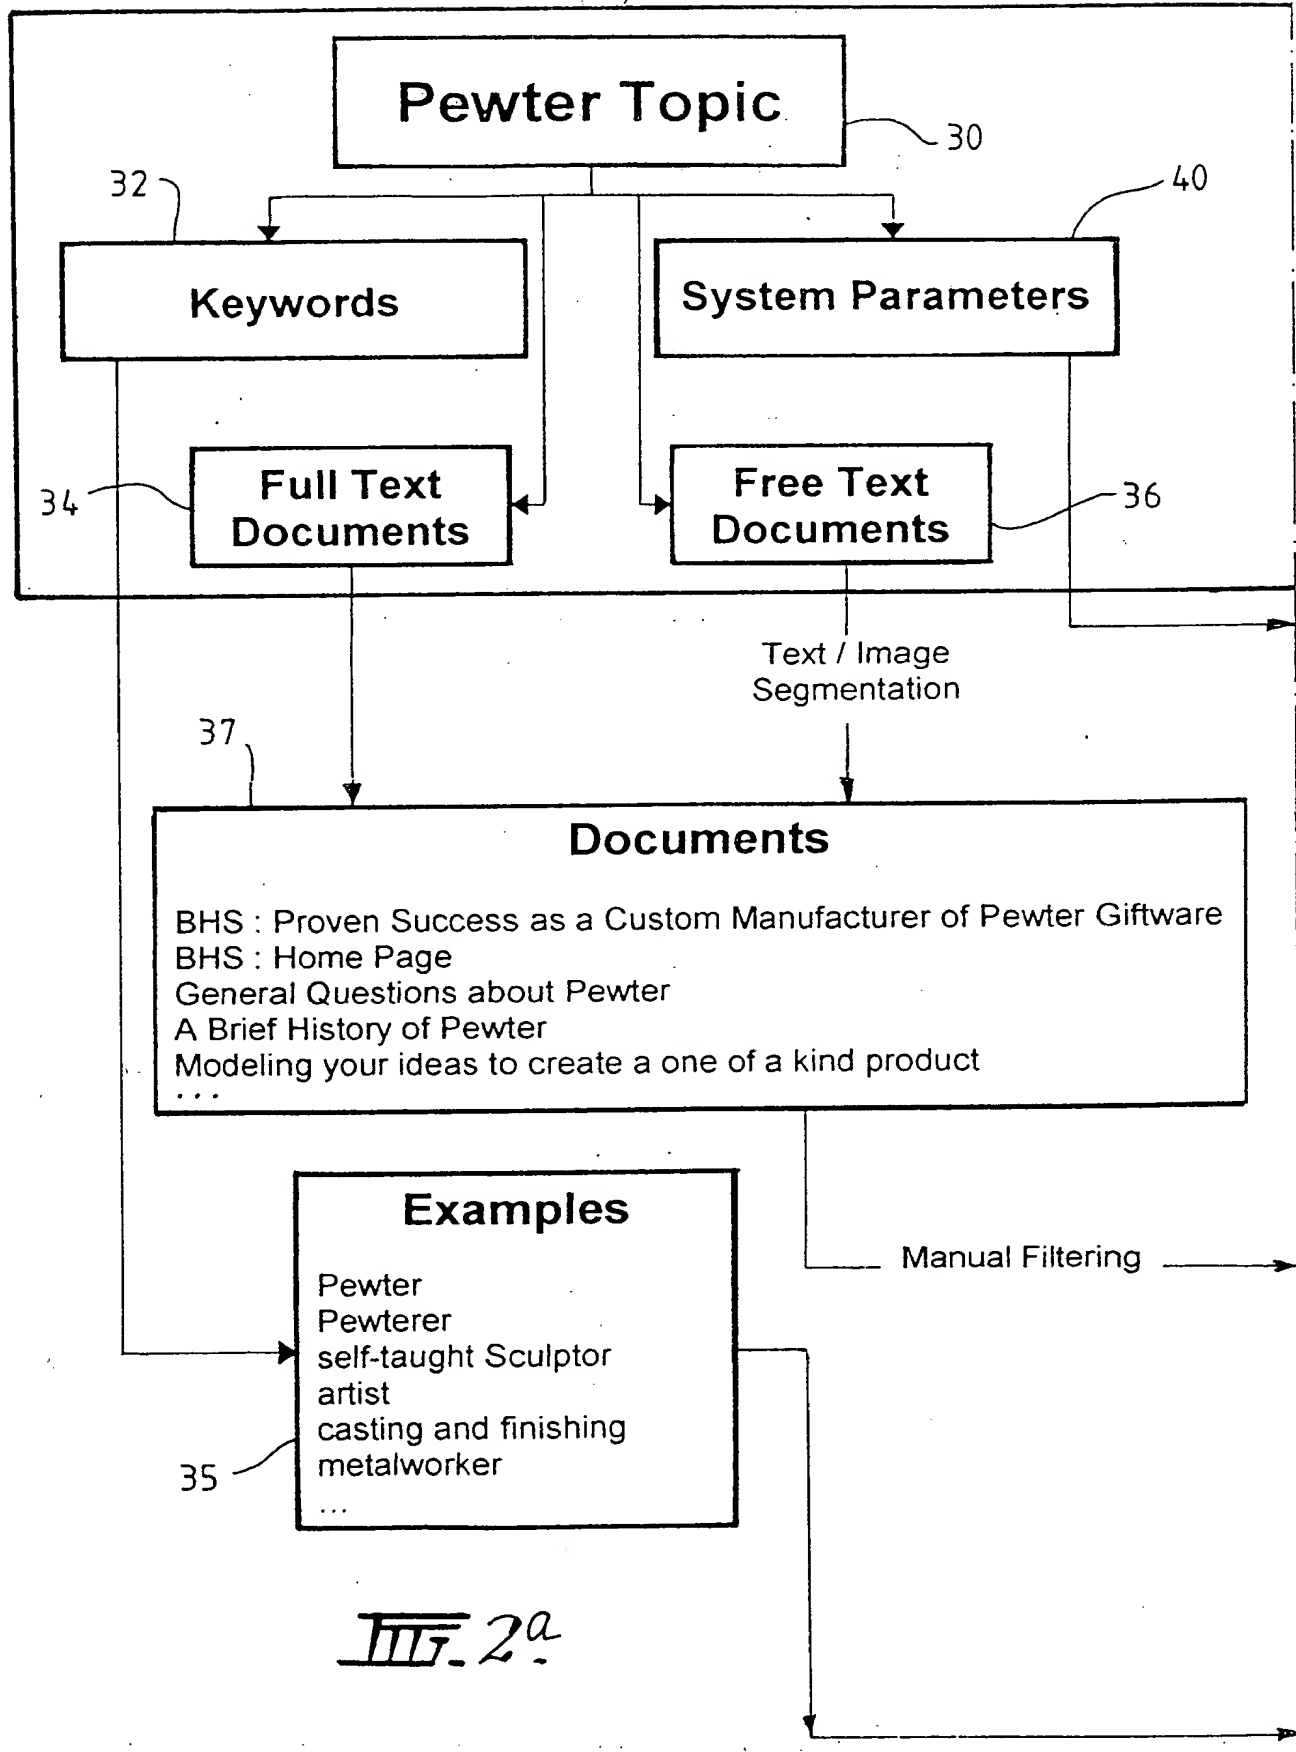 Pewter Topic
30
32
40
Keywords
System Parameters
Full Text
Documents
34
Free Text
Documents
36
Text / Image
Segmentation
37
Documents
BHS : Proven Success as a Custom Manufacturer of Pewter Giftware
BHS : Home Page
General Questions about Pewter
A Brief History of Pewter
Modeling your ideas to create a one of a kind product
...
Examples
Manual Filtering
Pewter
Pewterer
self-taught Sculptor
artist
casting and finishing
metalworker
...
35
FIG. 2a